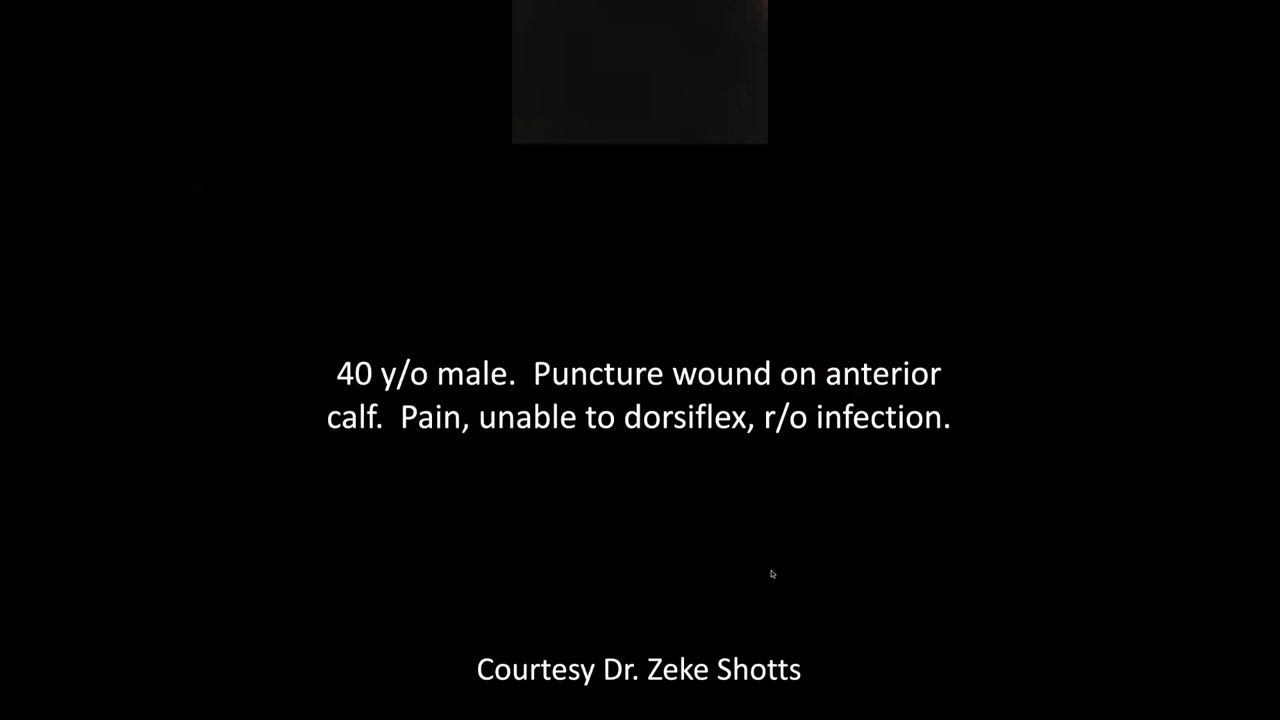 40 y/o male.  Puncture wound on anterior
calf.  Pain, unable to dorsiflex, r/o infection.
Courtesy Dr. Zeke Shotts